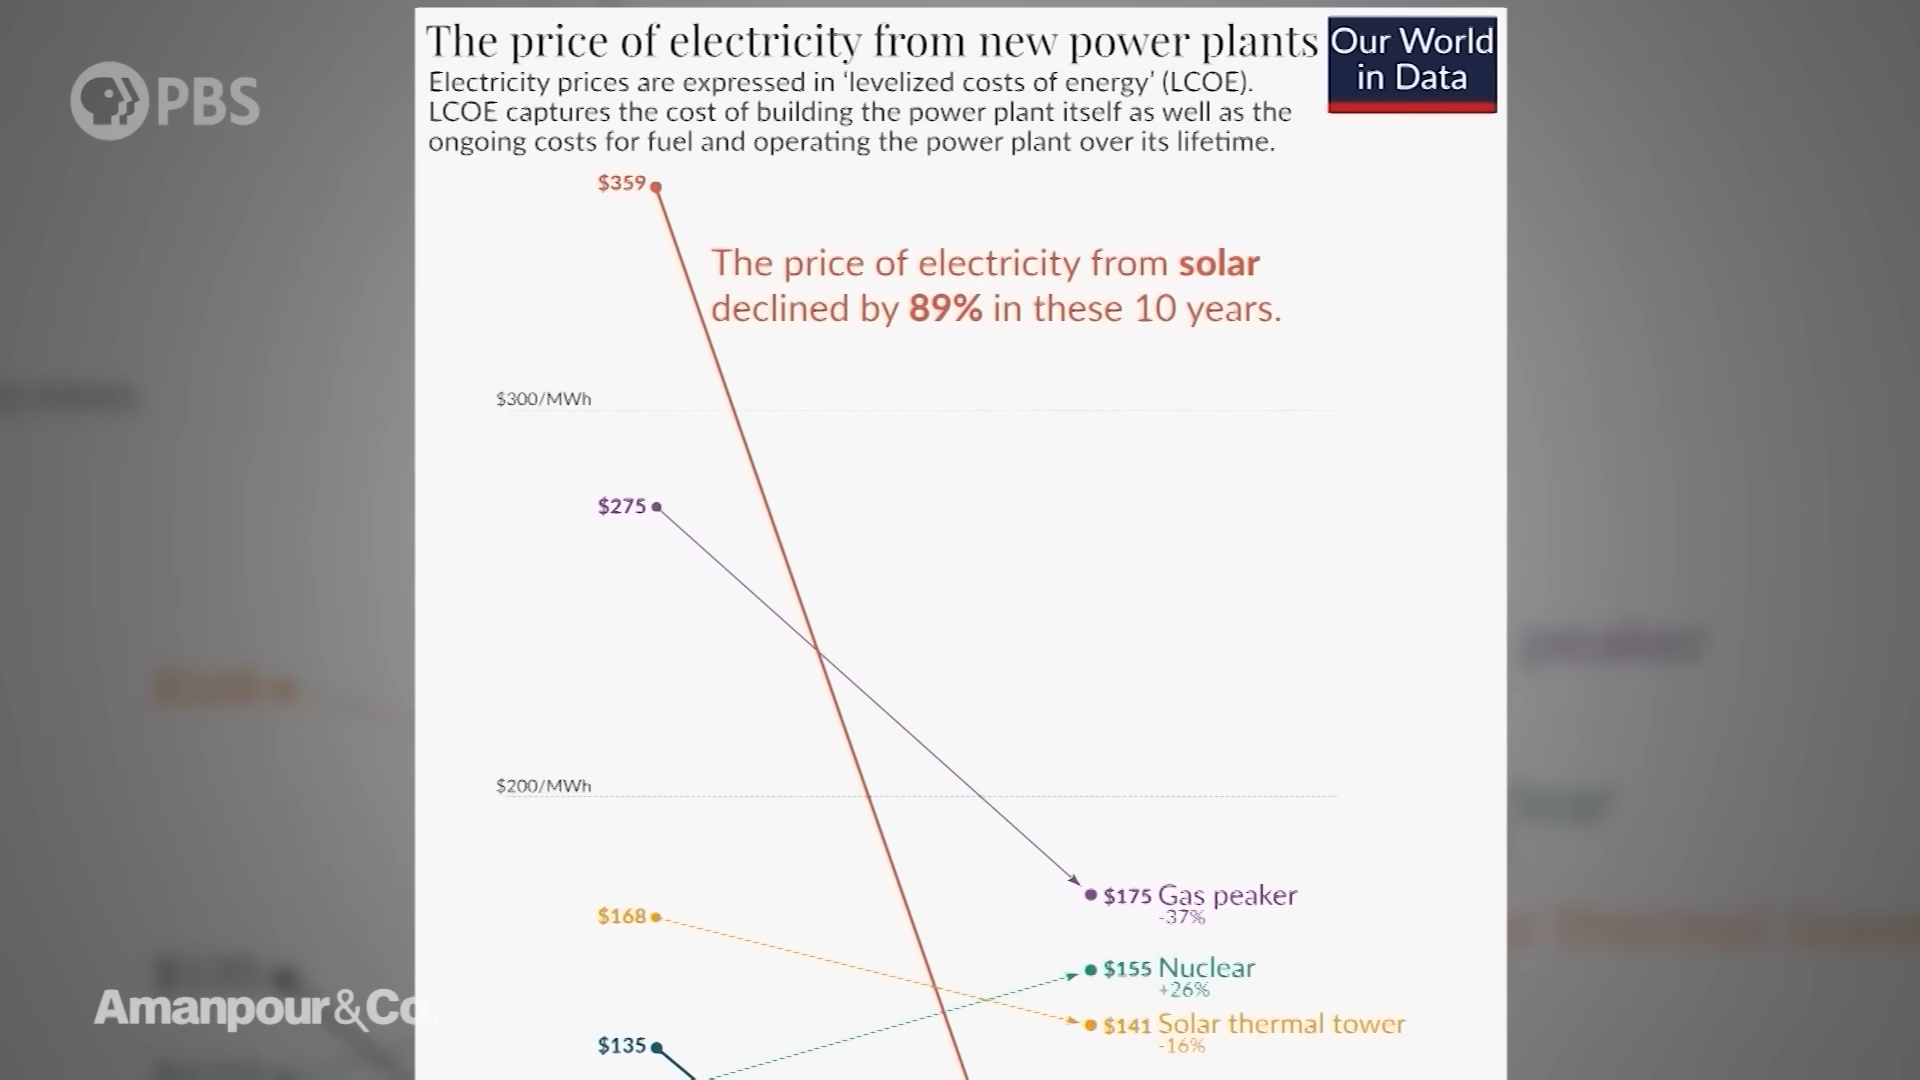 The price of electricity from new power plants
Our World
in Data
Electricity prices are expressed in ‘levelized costs of energy’ (LCOE).
LCOE captures the cost of building the power plant itself as well as the
ongoing costs for fuel and operating the power plant over its lifetime.
PBS
$359
The price of electricity from solar
declined by 89% in these 10 years.
$300/MWh
$275
$200/MWh
$175 Gas peaker
-37%
$168
$155 Nuclear
+26%
$141 Solar thermal tower
-16%
$135
Amanpour&Co.
peaker